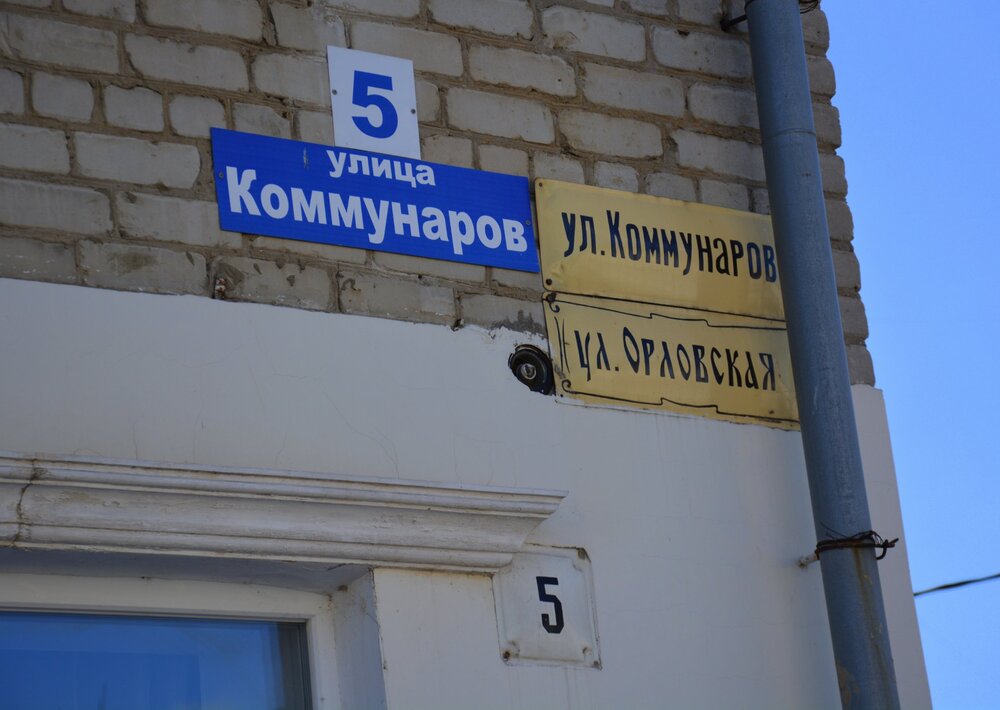 5
улица
Коммунаров
ул. Коммунаров
ул. Орловская
5